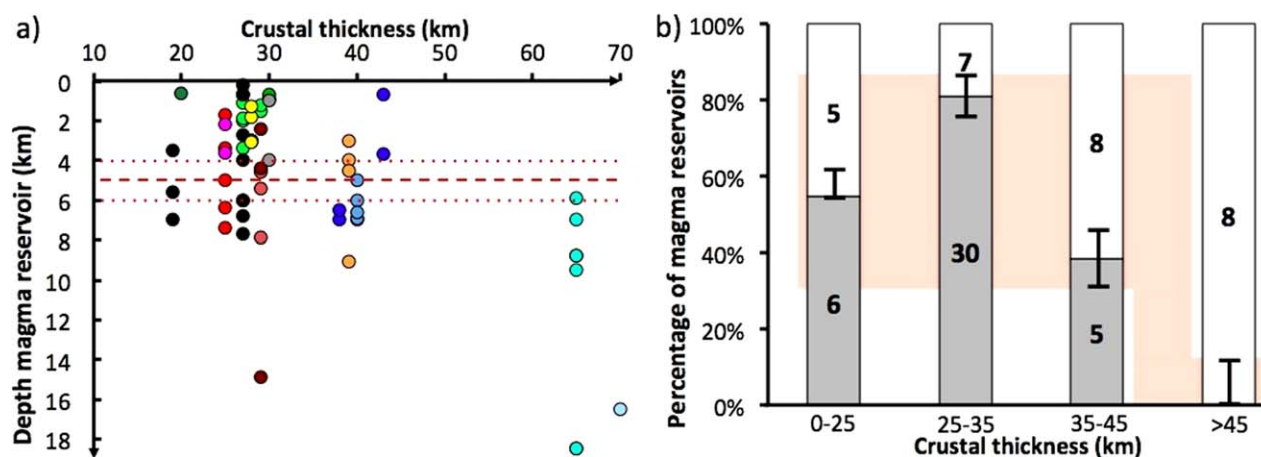 a)
Crustal thickness (km)
10 20 30 40 50 60 70
Depth magma reservoir (km)
0
2
4
6
8
10
12
14
16
18
b)
Percentage of magma reservoirs
100%
80%
60%
40%
20%
0%
5 7 8 8
6 30 5
0-25 25-35 35-45 >45
Crustal thickness (km)